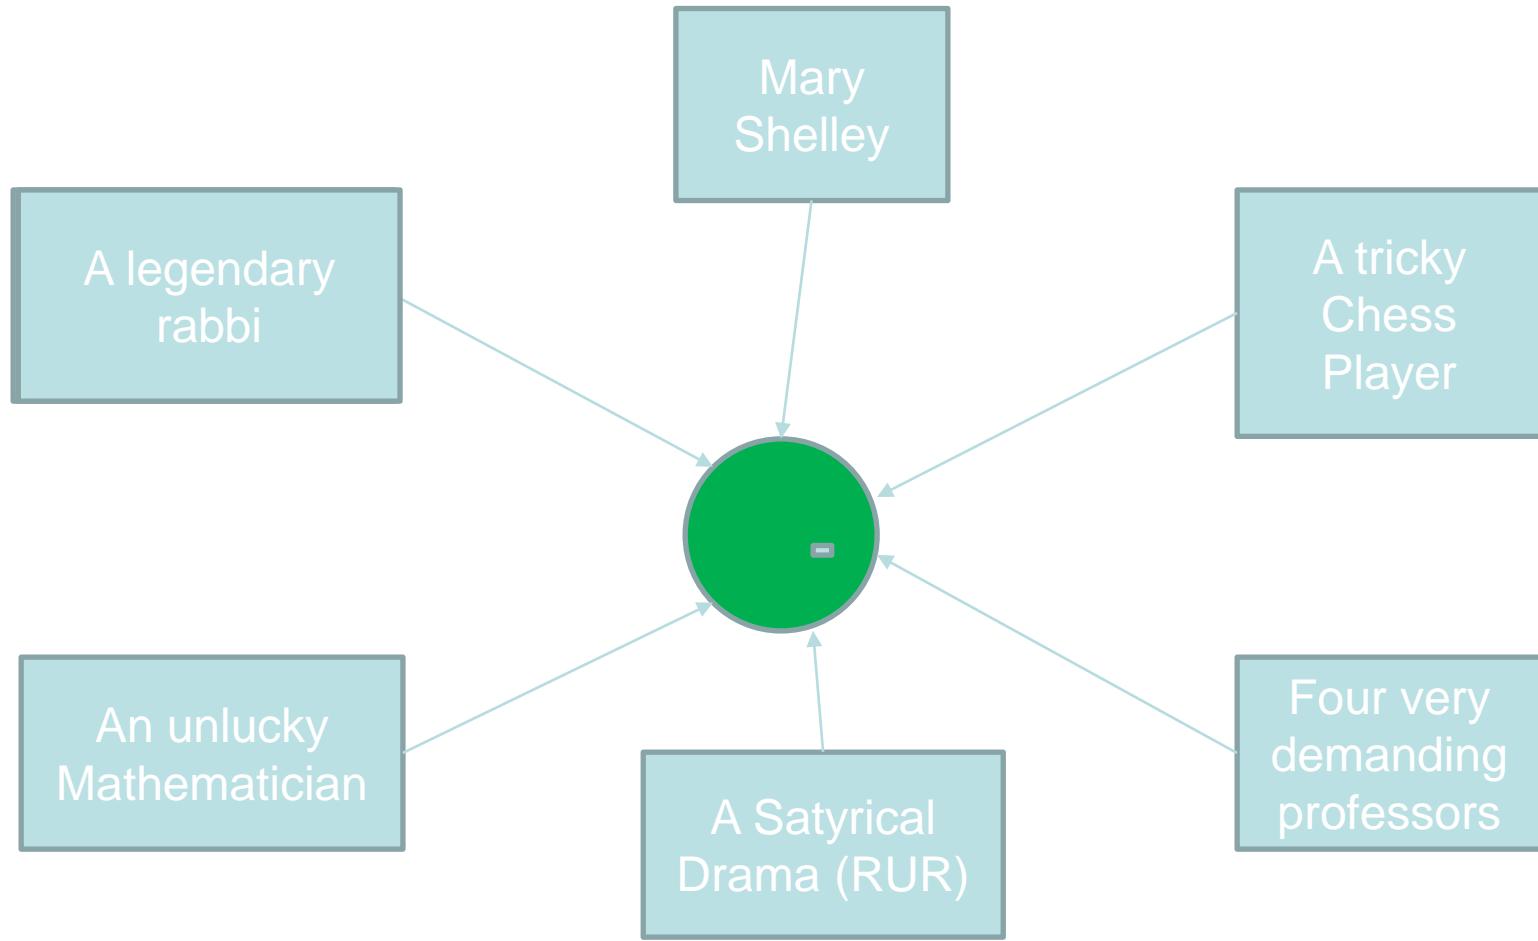 Mary
Shelley
A legendary
rabbi
A tricky
Chess
Player
An unlucky
Mathematician
A Satyrical
Drama (RUR)
Four very
demanding
professors